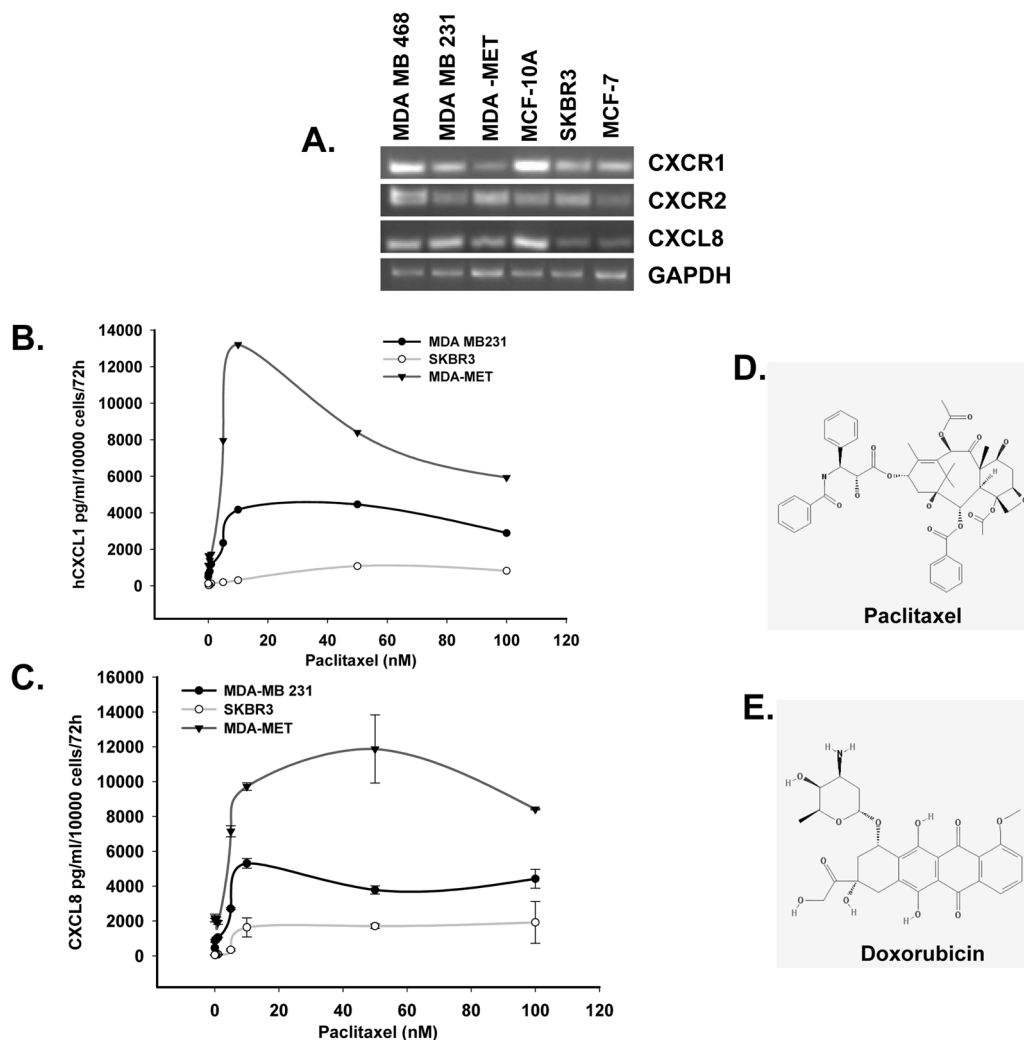 A.
MDA MB 468
MDA MB 231
MDA -MET
MCF-10A
SKBR3
MCF-7
CXCR1
CXCR2
CXCL8
GAPDH
B.
hCXCL1 pg/ml/10000 cells/72h
14000
12000
10000
8000
6000
4000
2000
0
MDA MB231
SKBR3
MDA-MET
0 20 40 60 80 100 120
Paclitaxel (nM)
C.
CXCL8 pg/ml/10000 cells/72h
16000
14000
12000
10000
8000
6000
4000
2000
0
MDA-MB 231
SKBR3
MDA-MET
0 20 40 60 80 100 120
Paclitaxel (nM)
D.
Paclitaxel
E.
Doxorubicin